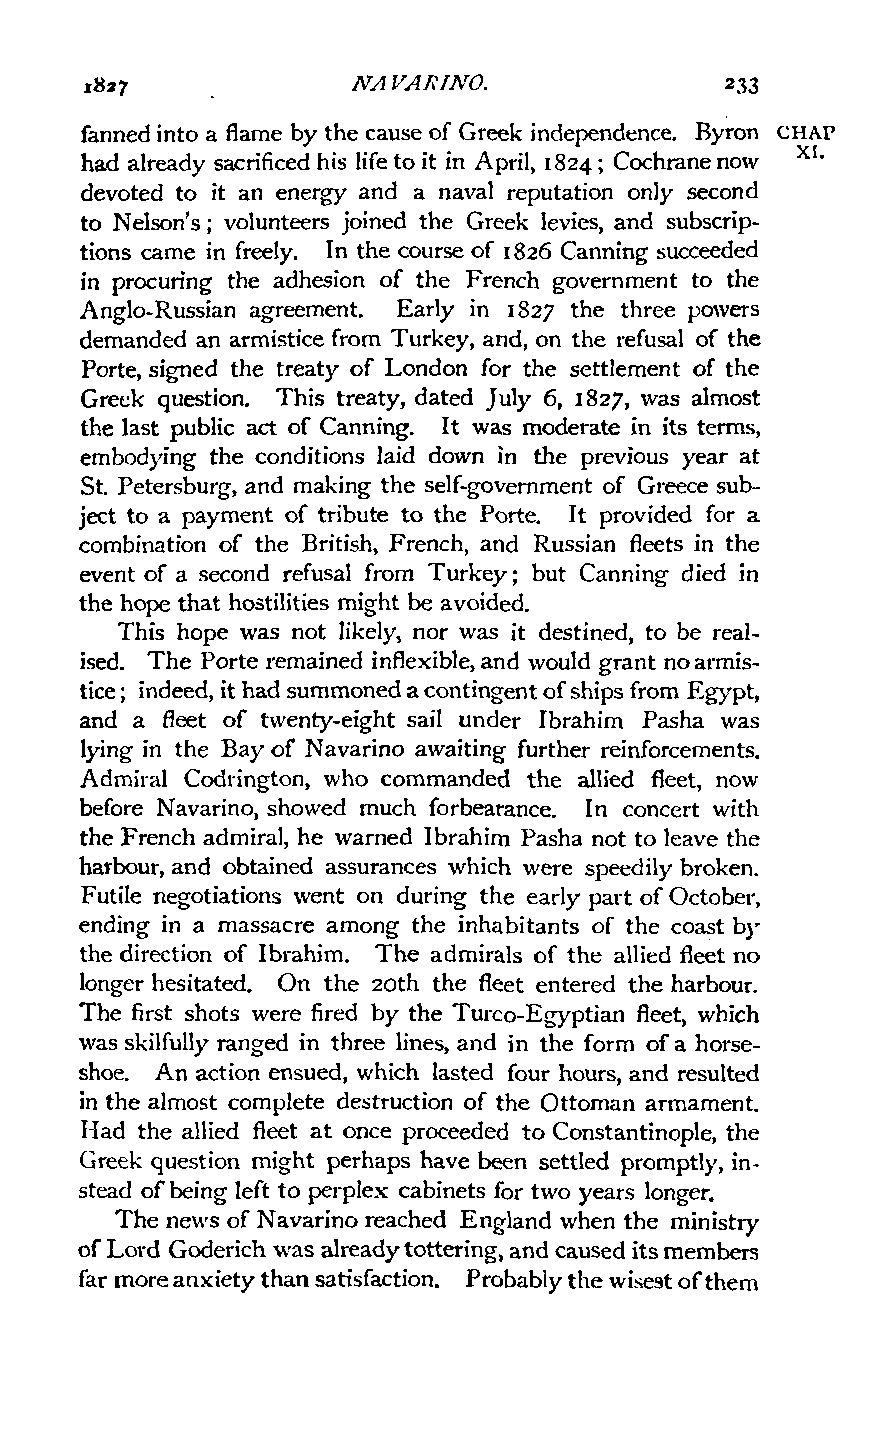 1827 NAVARINO. 233
fanned into a flame by the cause of Greek independence. Byron CHAP
had already sacrificed his life to it in April, 1824; Cochrane now XI.
devoted to it an energy and a naval reputation only second
to Nelson's; volunteers joined the Greek levies, and subscrip-
tions came in freely. In the course of 1826 Canning succeeded
in procuring the adhesion of the French government to the
Anglo-Russian agreement. Early in 1827 the three powers
demanded an armistice from Turkey, and, on the refusal of the
Porte, signed the treaty of London for the settlement of the
Greek question. This treaty, dated July 6, 1827, was almost
the last public act of Canning. It was moderate in its terms,
embodying the conditions laid down in the previous year at
St. Petersburg, and making the self-government of Greece sub-
ject to a payment of tribute to the Porte. It provided for a
combination of the British, French, and Russian fleets in the
event of a second refusal from Turkey; but Canning died in
the hope that hostilities might be avoided.
This hope was not likely, nor was it destined, to be real-
ised. The Porte remained inflexible, and would grant no armis-
tice; indeed, it had summoned a contingent of ships from Egypt,
and a fleet of twenty-eight sail under Ibrahim Pasha was
lying in the Bay of Navarino awaiting further reinforcements.
Admiral Codrington, who commanded the allied fleet, now
before Navarino, showed much forbearance. In concert with
the French admiral, he warned Ibrahim Pasha not to leave the
harbour, and obtained assurances which were speedily broken.
Futile negotiations went on during the early part of October,
ending in a massacre among the inhabitants of the coast by
the direction of Ibrahim. The admirals of the allied fleet no
longer hesitated. On the 20th the fleet entered the harbour.
The first shots were fired by the Turco-Egyptian fleet, which
was skilfully ranged in three lines, and in the form of a horse-
shoe. An action ensued, which lasted four hours, and resulted
in the almost complete destruction of the Ottoman armament.
Had the allied fleet at once proceeded to Constantinople, the
Greek question might perhaps have been settled promptly, in-
stead of being left to perplex cabinets for two years longer.
The news of Navarino reached England when the ministry
of Lord Goderich was already tottering, and caused its members
far more anxiety than satisfaction. Probably the wisest of them